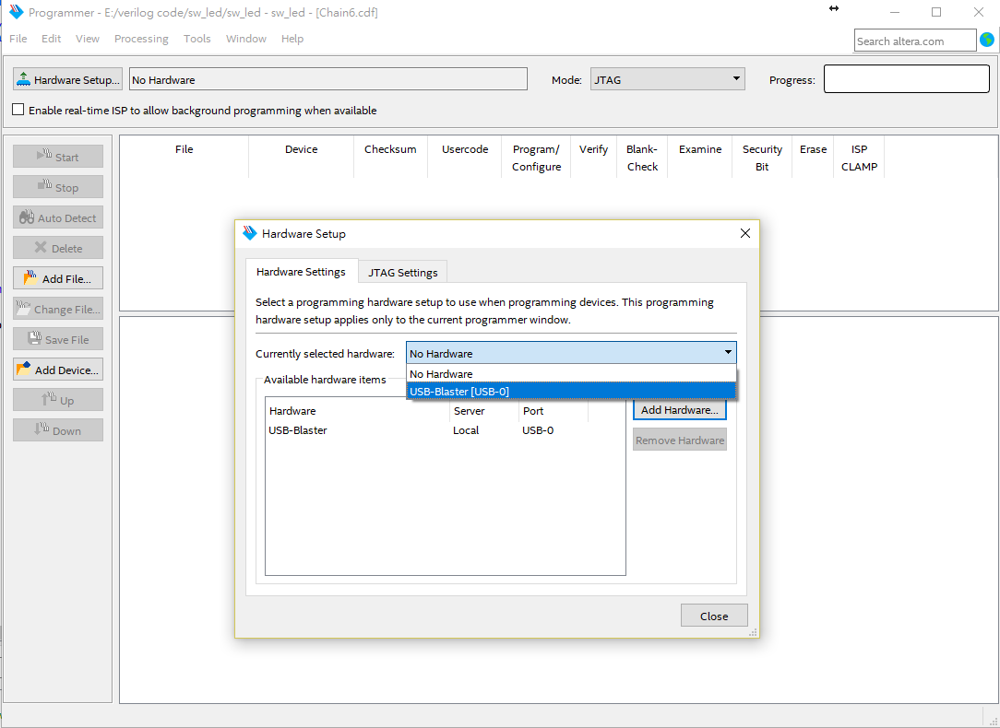 Programmer - E:/verilog code/sw_led/sw_led - sw_led - [Chain6.cdf]
File Edit View Processing Tools Window Help
Search altera.com
Hardware Setup... No Hardware Mode: JTAG Progress:
Enable real-time ISP to allow background programming when available
Start
Stop
Auto Detect
Delete
Add File...
Change File...
Save File
Add Device...
Up
Down
File Device Checksum Usercode Program/ Verify Blank- Examine Security Erase ISP
Configure Check Bit CLAMP
Hardware Setup
Hardware Settings JTAG Settings
Select a programming hardware setup to use when programming devices. This programming
hardware setup applies only to the current programmer window.
Currently selected hardware: No Hardware
No Hardware
USB-Blaster [USB-0]
Available hardware items
Hardware Server Port
USB-Blaster Local USB-0
Add Hardware...
Remove Hardware
Close